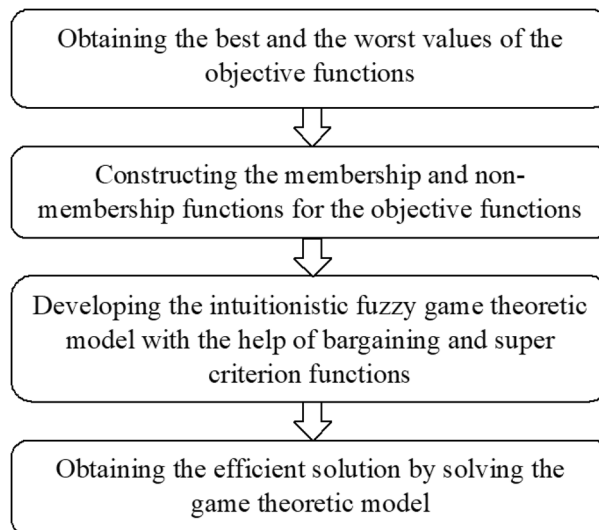 Obtaining the best and the worst values of the
objective functions
Constructing the membership and non-
membership functions for the objective functions
Developing the intuitionistic fuzzy game theoretic
model with the help of bargaining and super
criterion functions
Obtaining the efficient solution by solving the
game theoretic model